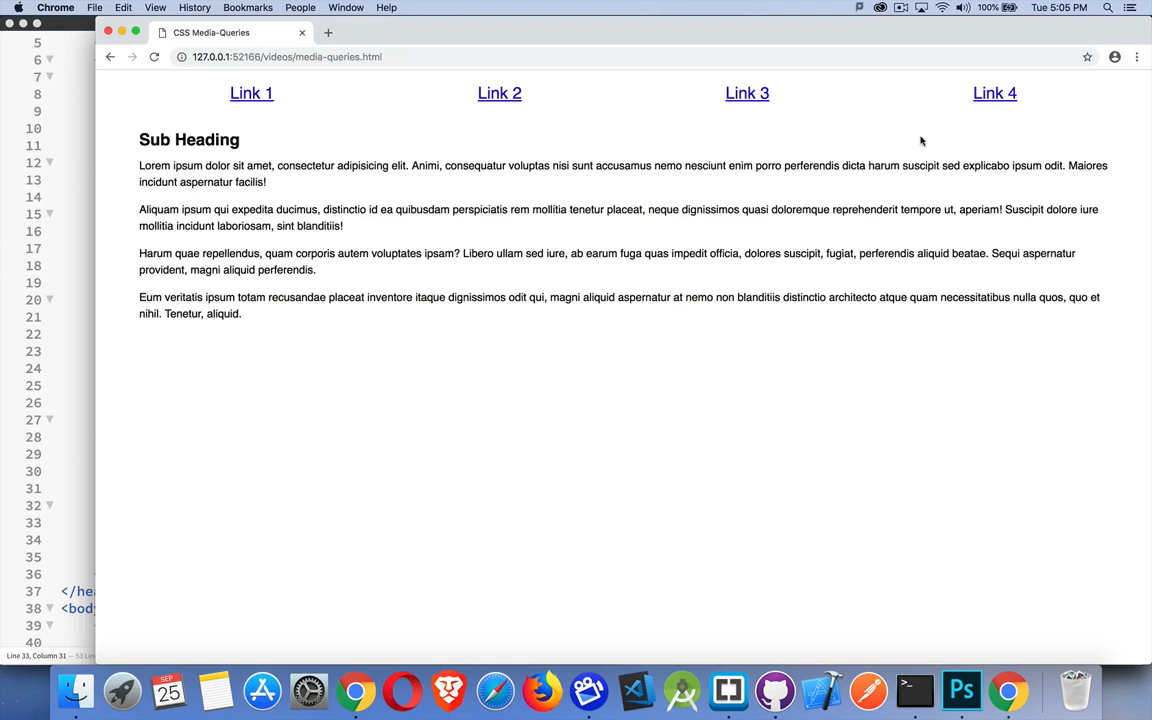 Chrome File Edit View History Bookmarks People Window Help 100% Tue 5:05 PM
CSS Media-Queries
127.0.0.1:52166/videos/media-queries.html
Link 1 Link 2 Link 3 Link 4
Sub Heading
Lorem ipsum dolor sit amet, consectetur adipisicing elit. Animi, consequatur voluptas nisi sunt accusamus nemo nesciunt enim porro perferendis dicta harum suscipit sed explicabo ipsum odit. Maiores
incidunt aspernatur facilis!
Aliquam ipsum qui expedita ducimus, distinctio id ea quibusdam perspiciatis rem mollitia tenetur placeat, neque dignissimos quasi doloremque reprehenderit tempore ut, aperiam! Suscipit dolore iure
mollitia incidunt laboriosam, sint blanditiis!
Harum quae repellendus, quam corporis autem voluptates ipsam? Libero ullam sed iure, ab earum fuga quas impedit officia, dolores suscipit, fugiat, perferendis aliquid beatae. Sequi aspernatur
provident, magni aliquid perferendis.
Eum veritatis ipsum totam recusandae placeat inventore itaque dignissimos odit qui, magni aliquid aspernatur at nemo non blanditiis distinctio architecto atque quam necessitatibus nulla quos, quo et
nihil. Tenetur, aliquid.
5
6
7
8
9
10
11
12
13
14
15
16
17
18
19
20
21
22
23
24
25
26
27
28
29
30
31
32
33
34
35
36
37 </hea
38 <body
39
40
Line 33, Column 31 — 53 Lin
SEP
25
>_
Ps